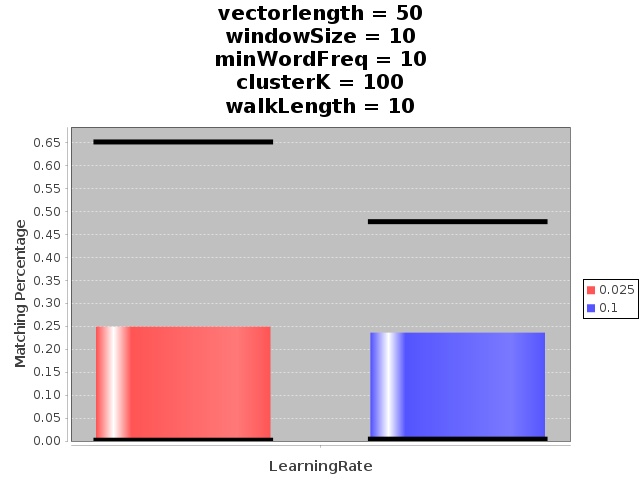 vectorlength = 50
windowSize = 10
minWordFreq = 10
clusterK = 100
walkLength = 10
Matching Percentage
0.65
0.60
0.55
0.50
0.45
0.40
0.35
0.30
0.25
0.20
0.15
0.10
0.05
0.00
LearningRate
0.025
0.1